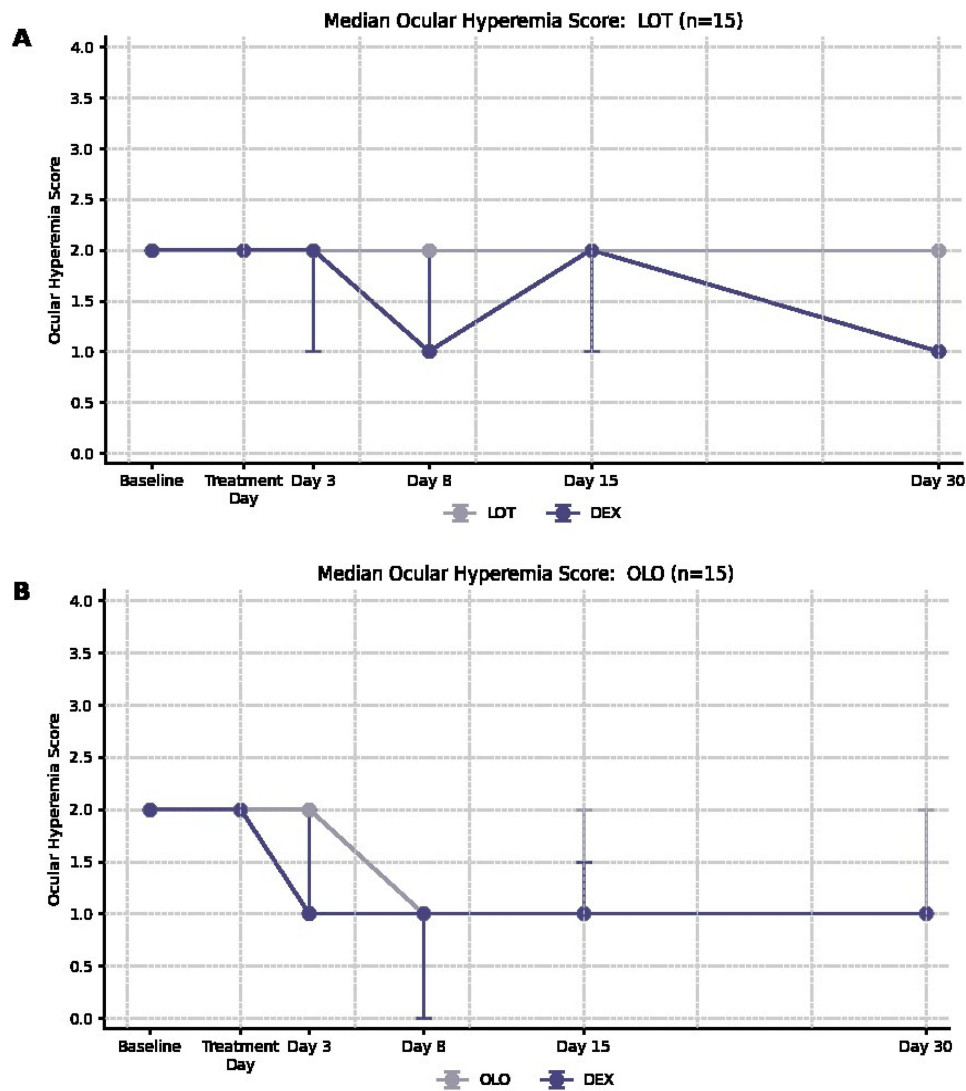 A
Median Ocular Hyperemia Score: LOT (n=15)
4.0
3.5
3.0
2.5
2.0
1.5
1.0
0.5
0.0
Ocular Hyperemia Score
Baseline
Treatment
Day
Day 3
Day 8
Day 15
Day 30
LOT
DEX
B
Median Ocular Hyperemia Score: OLO (n=15)
4.0
3.5
3.0
2.5
2.0
1.5
1.0
0.5
0.0
Ocular Hyperemia Score
Baseline
Treatment
Day
Day 3
Day 8
Day 15
Day 30
OLO
DEX